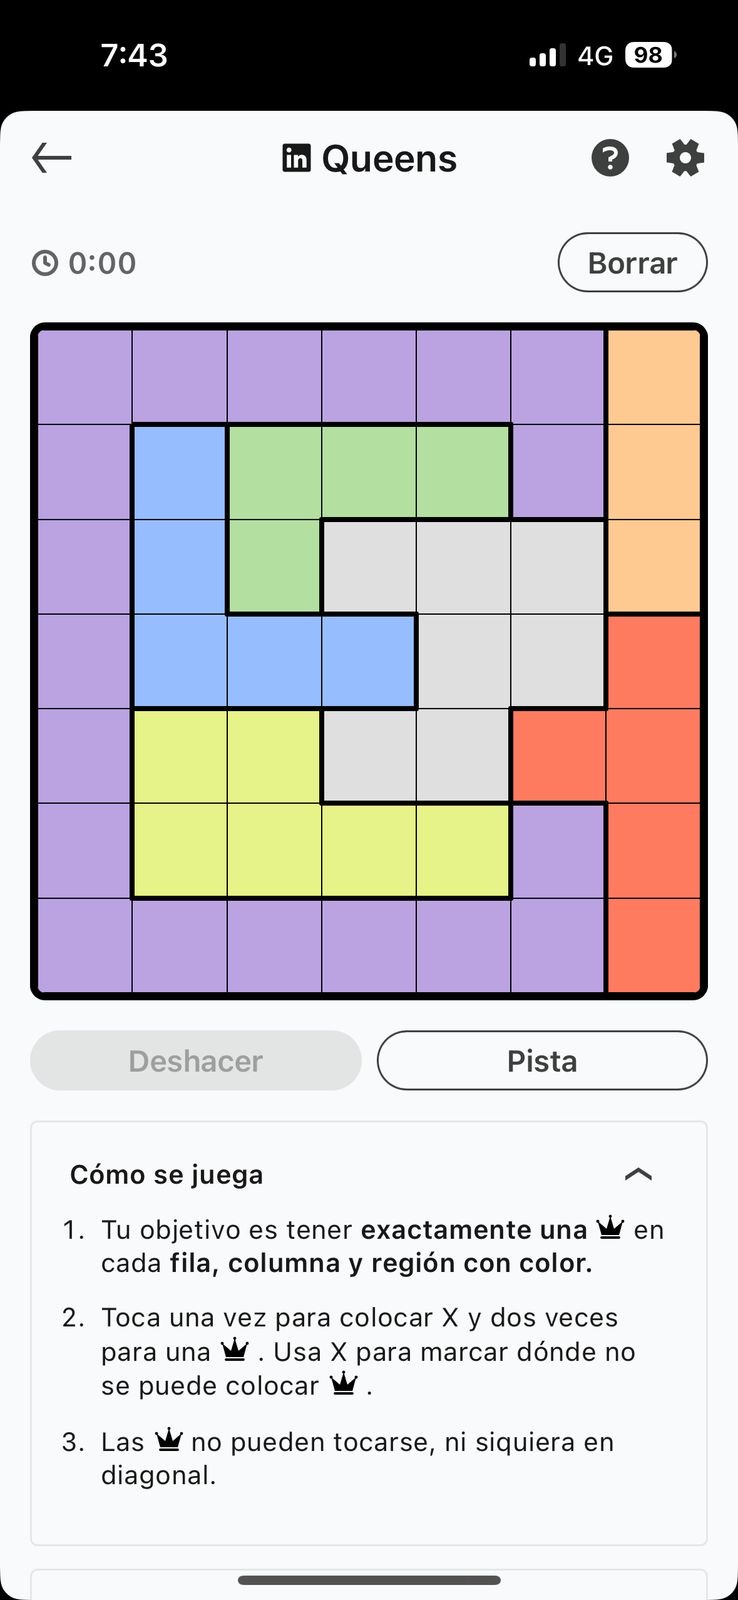 7:43
4G 98
in Queens
?
0:00
Borrar
Deshacer
Pista
Cómo se juega
1. Tu objetivo es tener exactamente una en
cada fila, columna y región con color.
2. Toca una vez para colocar X y dos veces
para una . Usa X para marcar dónde no
se puede colocar .
3. Las no pueden tocarse, ni siquiera en
diagonal.